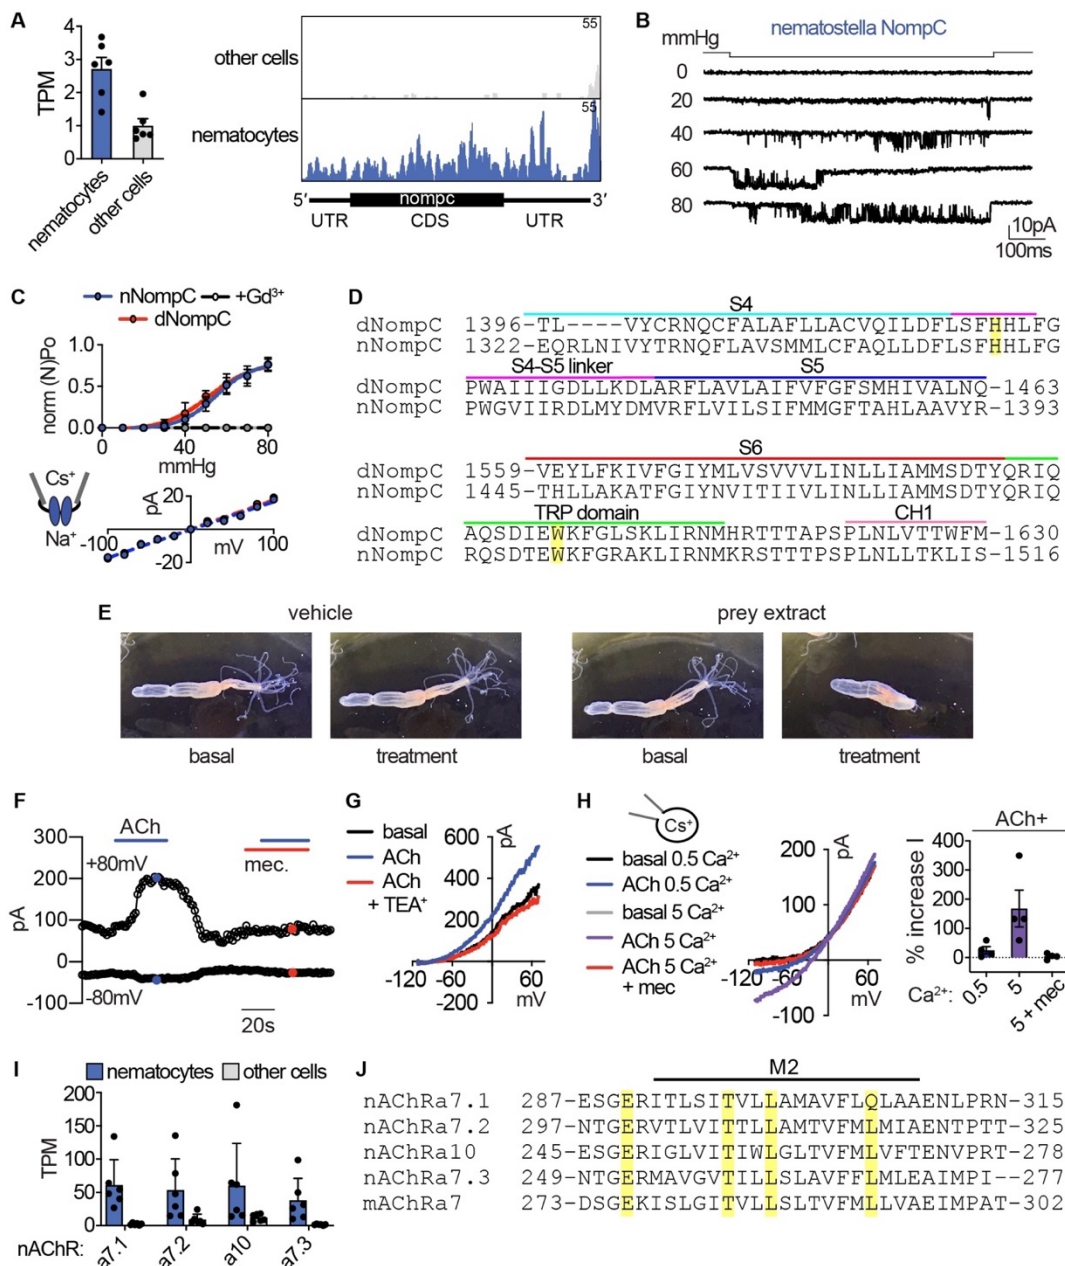 A
TPM
4
3
2
1
0
nematocytes
other cells
other cells
55
nematocytes
55
5′
nompc
3′
UTR
CDS
UTR
B
nematostella NompC
mmHg
0
20
40
60
80
10pA
100ms
C
nNompC
+Gd³⁺
dNompC
norm (N)Po
1.0
0.5
0.0
0
40
80
mmHg
Cs⁺
Na⁺
pA
20
-100
100
mV
-20
D
S4
dNompC 1396-TL----VYCRNQCFALAFLLACVQILDFLSFHHLFG
nNompC 1322-EQRLNIVYTRNQFLAVSMMLCFAQLLDFLSFHHLFG
S4-S5 linker
S5
dNompC PWAIIIGDLLKDLARFLAVLAIFVFGFSMHIVALNQ-1463
nNompC PWGVIIRDLMYDMVRFLVILSIFMMGFTAHLAAVYR-1393
S6
dNompC 1559-VEYLFKIVFGIYMLVSVVVLINLLIAMMSDTYQRIQ
nNompC 1445-THLLAKATFGIYNVITIIVLINLLIAMMSDTYQRIQ
TRP domain
CH1
dNompC AQSDIEWKFGLSKLIRNMHRTTTAPSPLNLVTTWFM-1630
nNompC RQSDTEWKFGRAKLIRNMKRSTTTPSPLNLLTKLIS-1516
E
vehicle
prey extract
basal
treatment
basal
treatment
F
300
200
100
0
-100
pA
ACh
mec.
+80mV
-80mV
20s
G
basal
ACh
ACh
+ TEA⁺
600
pA
400
200
-120
-60
60
mV
-200
H
Cs⁺
basal 0.5 Ca²⁺
ACh 0.5 Ca²⁺
basal 5 Ca²⁺
ACh 5 Ca²⁺
ACh 5 Ca²⁺
+ mec
200
pA
100
-120
-60
60
mV
-100
ACh+
% increase I
400
300
200
100
0
Ca²⁺:
0.5
5
5 + mec
I
nematocytes
other cells
TPM
200
150
100
50
0
nAChR:
a7.1
a7.2
a10
a7.3
J
M2
nAChRa7.1 287-ESGERITLSITVLLAMAVFLQLAAENLPRN-315
nAChRa7.2 297-NTGERVTLVITTLLAMTVFMLMIAENTPTT-325
nAChRa10 245-ESGERIGLVITIWLGLTVFMLVFTENVPRT-278
nAChRa7.3 249-NTGERMAVGVTILLSLAVFFLMLEAIMPI--277
mAChRa7 273-DSGEKISLGITVLLSLTVFMLLVAEIMPAT-302